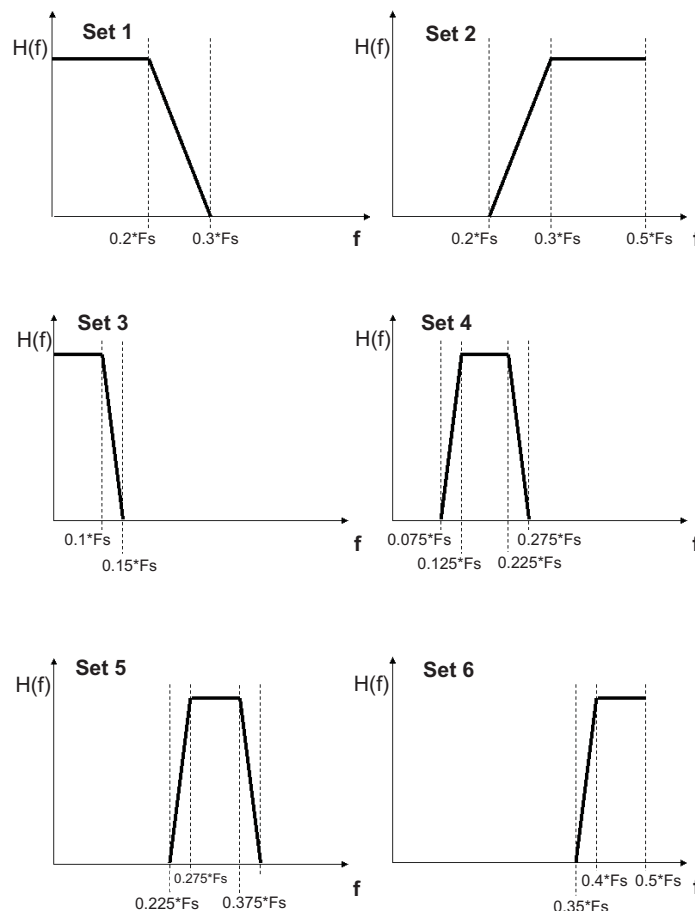 Set 1
H(f)
0.2*Fs
0.3*Fs
f
Set 2
H(f)
0.2*Fs
0.3*Fs
0.5*Fs
f
Set 3
H(f)
0.1*Fs
0.15*Fs
f
Set 4
H(f)
0.075*Fs
0.125*Fs
0.225*Fs
0.275*Fs
f
Set 5
H(f)
0.225*Fs
0.275*Fs
0.375*Fs
f
Set 6
H(f)
0.35*Fs
0.4*Fs
0.5*Fs
f